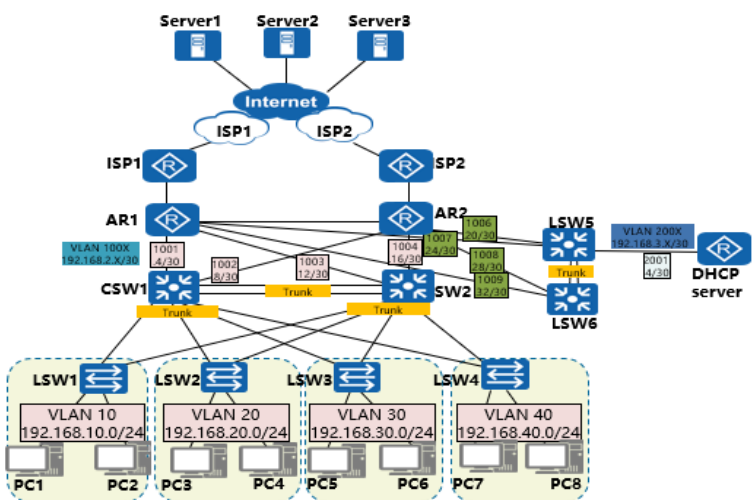 Server1
Server2
Server3
Internet
ISP1
ISP2
ISP1
SP2
AR1
AR2
VLAN 100X
192.168.2.X/30
1001
4/30
1002
8/30
1003
12/30
1004
16/30
1007
24/30
1006
20/30
1008
28/30
1009
32/30
LSW5
VLAN 200X
192.168.3.X/30
2001
4/30
DHCP
server
Trunk
LSW6
CSW1
Trunk
SW2
Trunk
Trunk
LSW1
LSW2
LSW3
LSW4
VLAN 10
192.168.10.0/24
VLAN 20
192.168.20.0/24
VLAN 30
192.168.30.0/24
VLAN 40
192.168.40.0/24
PC1
PC2
PC3
PC4
PC5
PC6
PC7
PC8